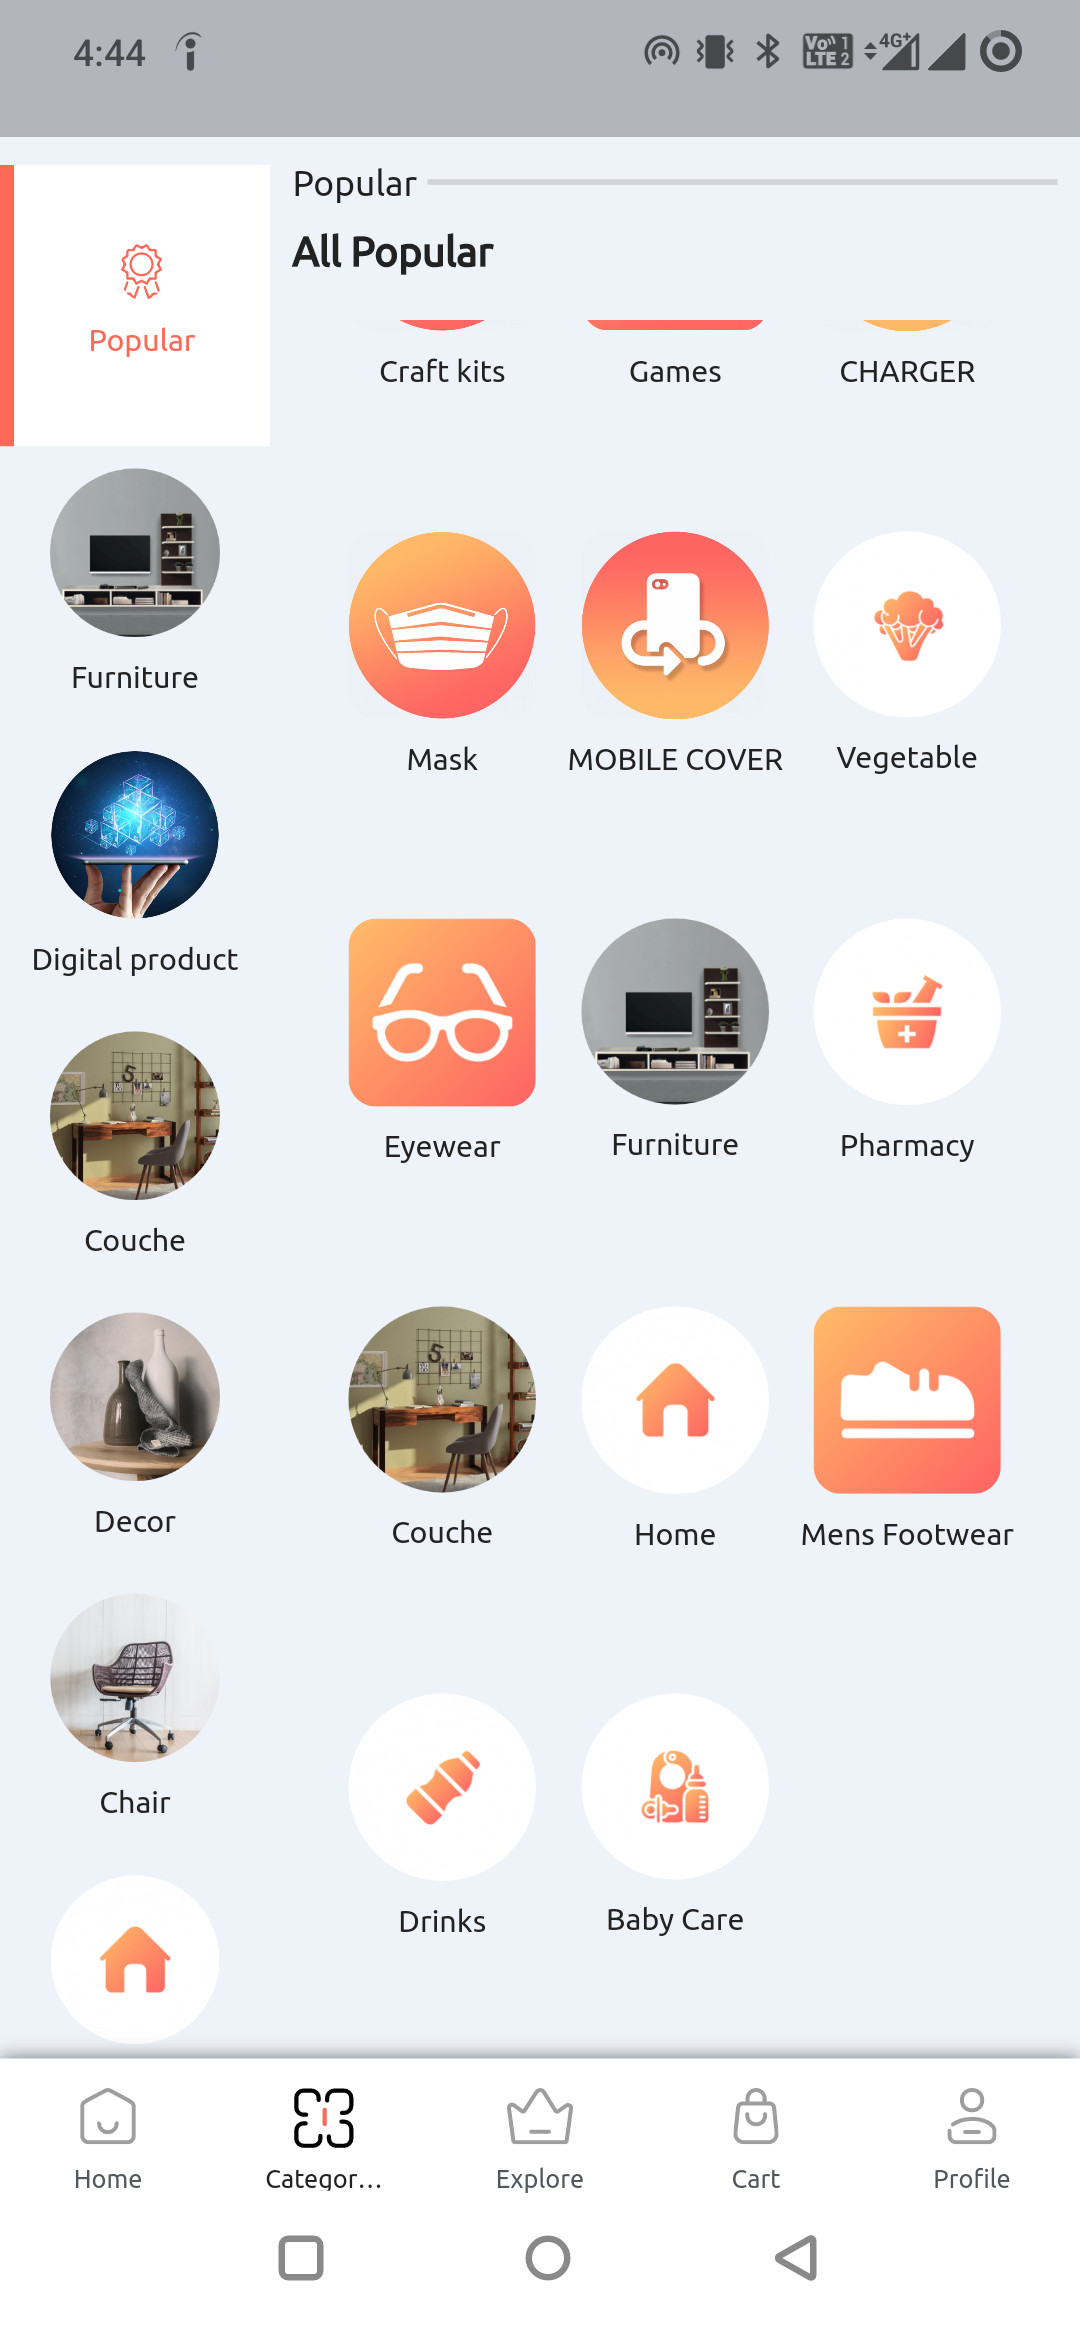 4:44
Vo)) 1
LTE 2
4G+
Popular
Furniture
Digital product
Couche
Decor
Chair
Popular
All Popular
Craft kits
Games
CHARGER
Mask
MOBILE COVER
Vegetable
Eyewear
Furniture
Pharmacy
5
Couche
Home
Mens Footwear
Drinks
Baby Care
Home
Categor...
Explore
Cart
Profile